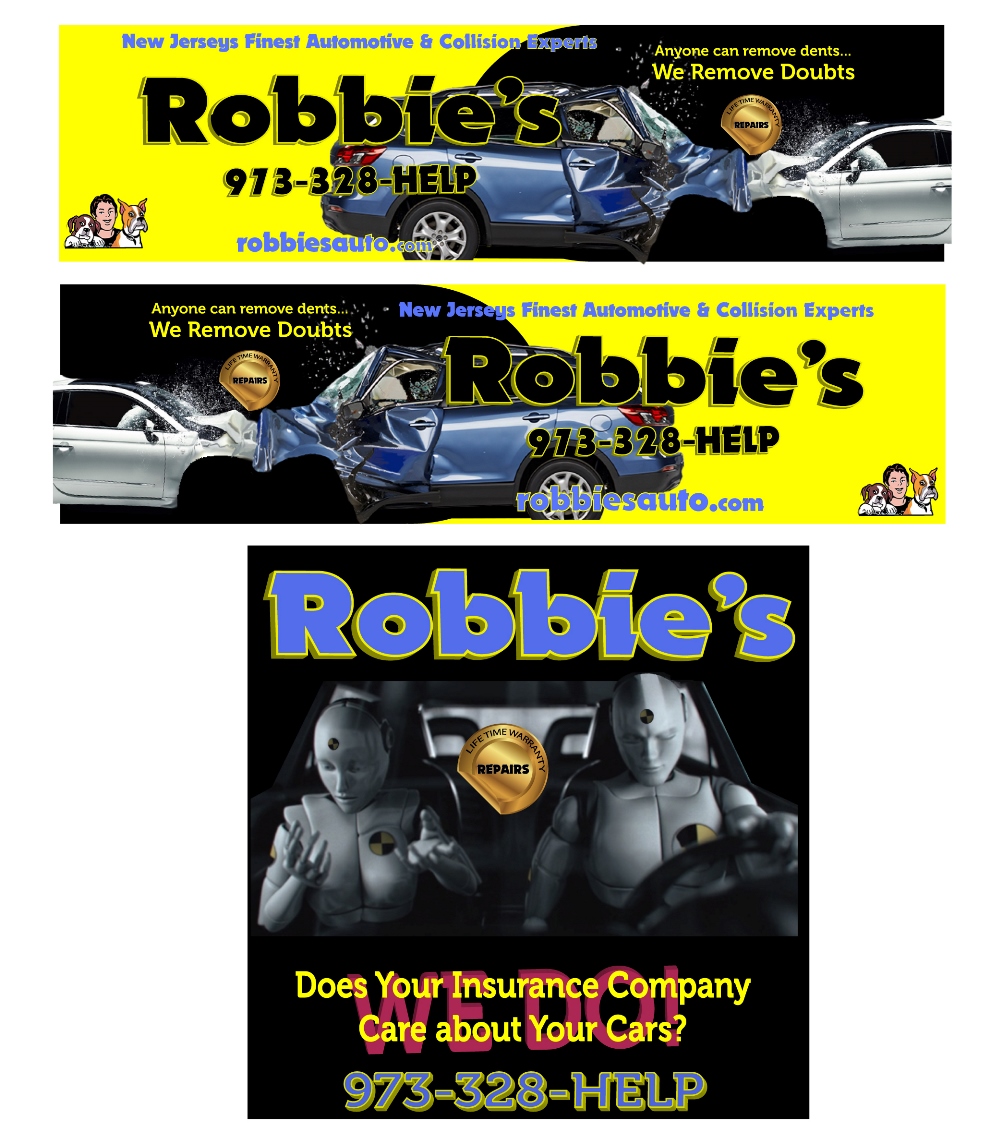 New Jerseys Finest Automotive & Collision Experts
Anyone can remove dents...
We Remove Doubts
Robbie's
LIFE TIME WARRANTY
REPAIRS
973-328-HELP
robbiesauto.com
Anyone can remove dents...
We Remove Doubts
New Jerseys Finest Automotive & Collision Experts
LIFE TIME WARRANTY
REPAIRS
Robbie's
973-328-HELP
robbiesauto.com
Robbie's
LIFE TIME WARRANTY
REPAIRS
Does Your Insurance Company
WE DO!
Care about Your Cars?
973-328-HELP